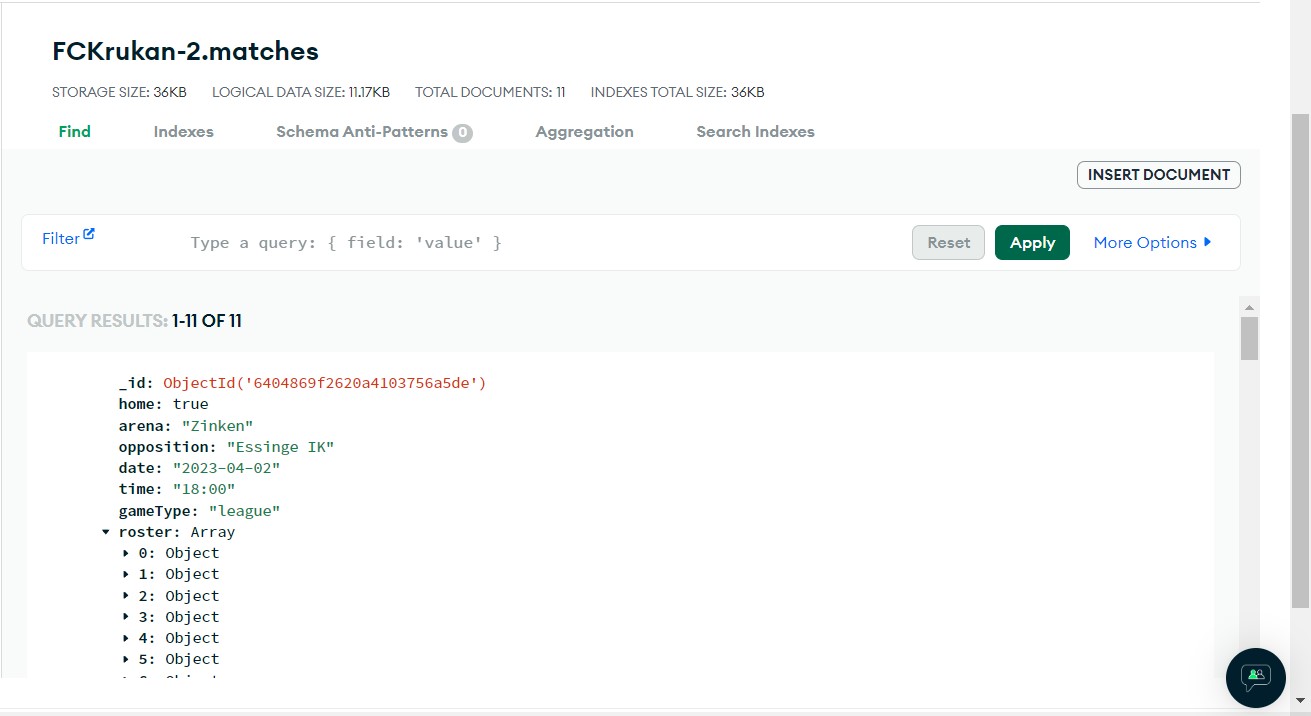 FCKrukan-2.matches
STORAGE SIZE: 36KB LOGICAL DATA SIZE: 11.17KB TOTAL DOCUMENTS: 11 INDEXES TOTAL SIZE: 36KB
Find Indexes Schema Anti-Patterns 0 Aggregation Search Indexes
INSERT DOCUMENT
Filter Type a query: { field: 'value' } Reset Apply More Options
QUERY RESULTS: 1-11 OF 11
_id: ObjectId('6404869f2620a4103756a5de')
home: true
arena: "Zinken"
opposition: "Essinge IK"
date: "2023-04-02"
time: "18:00"
gameType: "league"
roster: Array
0: Object
1: Object
2: Object
3: Object
4: Object
5: Object